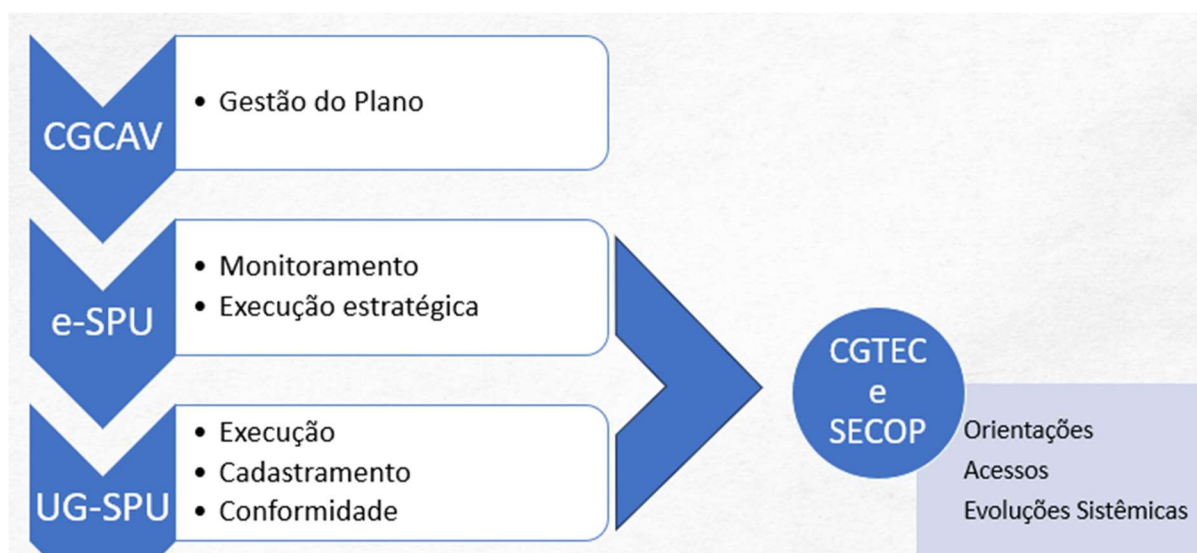 CGCAV
• Gestão do Plano
e-SPU
• Monitoramento
• Execução estratégica
UG-SPU
• Execução
• Cadastramento
• Conformidade
CGTEC
e
SECOP
Orientações
Acessos
Evoluções Sistêmicas